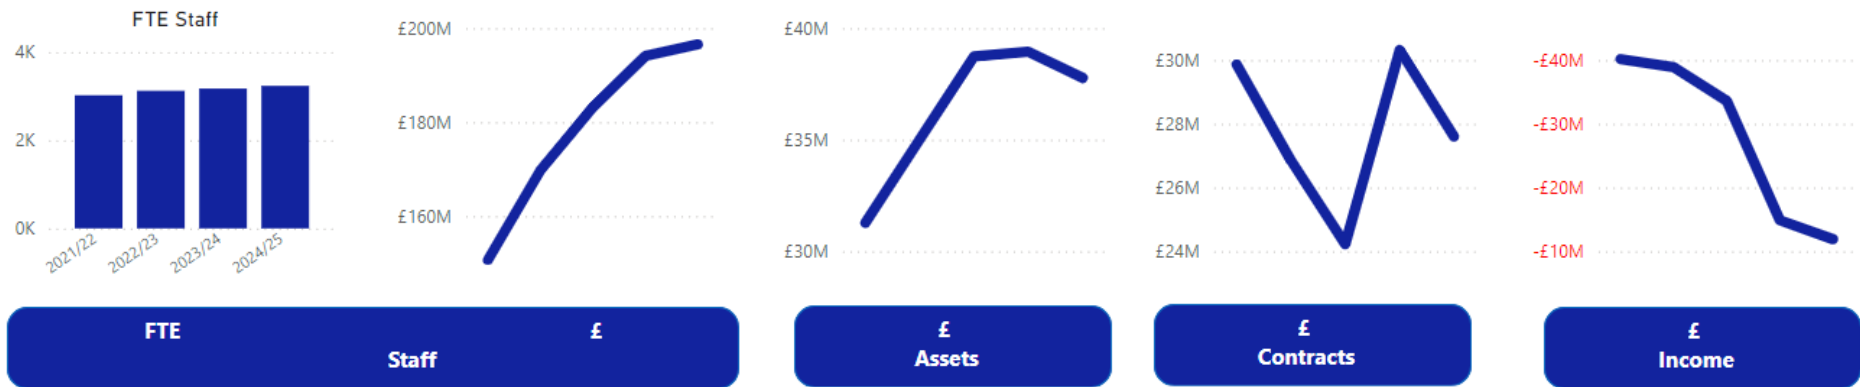 FTE Staff
4K
2K
0K
2021/22
2022/23
2023/24
2024/25
£200M
£180M
£160M
£40M
£35M
£30M
£30M
£28M
£26M
£24M
-£40M
-£30M
-£20M
-£10M
FTE £
Staff
£
Assets
£
Contracts
£
Income